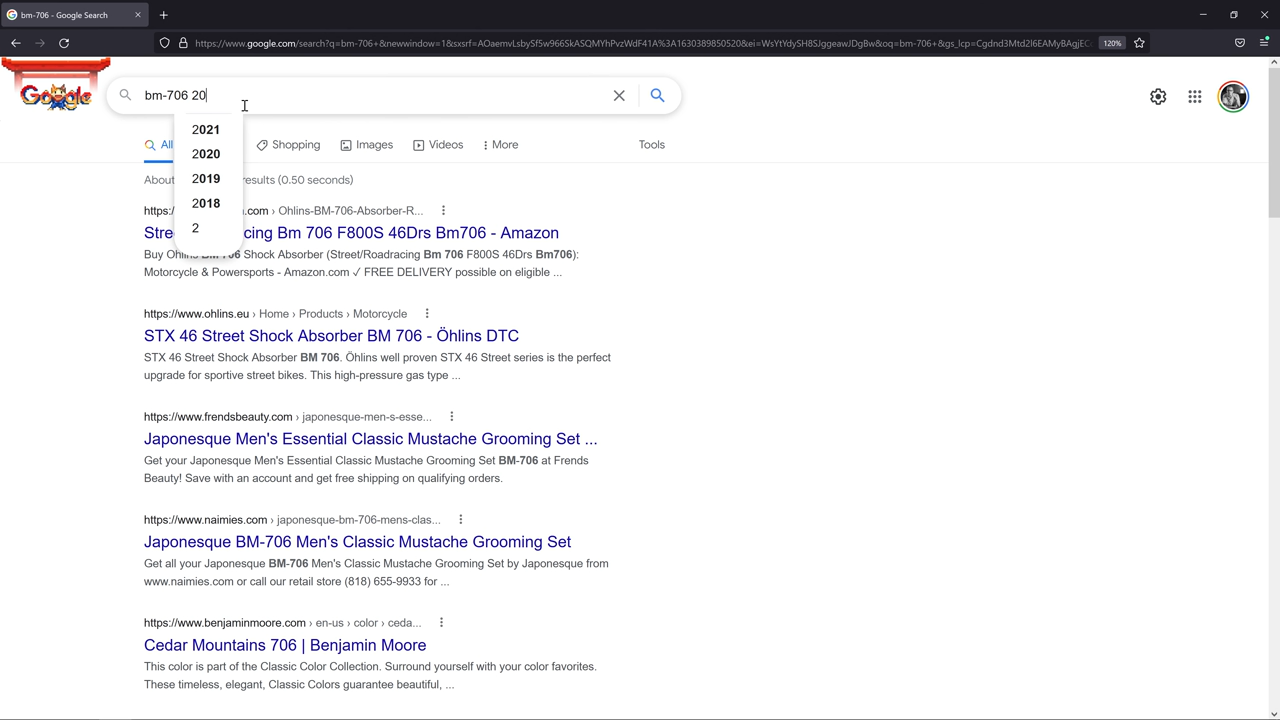 bm-706 - Google Search
https://www.google.com/search?q=bm-706+&newwindow=1&sxsrf=AOaemvLsbySf5w966SkASQMYhPvzWdF41A%3A1630389850520&ei=WsYtYdySH8SJggeawJDgBw&oq=bm-706+&gs_lcp=Cgdnd3Mtd2l6EAMyBAgjEC
120%
Google
bm-706 20
2021
2020
2019
2018
2
All
Shopping
Images
Videos
More
Tools
About
results (0.50 seconds)
https:/
.com › Ohlins-BM-706-Absorber-R...
Stre
cing Bm 706 F800S 46Drs Bm706 - Amazon
Buy Ohlins BM 706 Shock Absorber (Street/Roadracing Bm 706 F800S 46Drs Bm706):
Motorcycle & Powersports - Amazon.com ✓ FREE DELIVERY possible on eligible ...
https://www.ohlins.eu › Home › Products › Motorcycle
STX 46 Street Shock Absorber BM 706 - Öhlins DTC
STX 46 Street Shock Absorber BM 706. Öhlins well proven STX 46 Street series is the perfect
upgrade for sportive street bikes. This high-pressure gas type ...
https://www.frendsbeauty.com › japonesque-men-s-esse...
Japonesque Men's Essential Classic Mustache Grooming Set ...
Get your Japonesque Men's Essential Classic Mustache Grooming Set BM-706 at Frends
Beauty! Save with an account and get free shipping on qualifying orders.
https://www.naimies.com › japonesque-bm-706-mens-clas...
Japonesque BM-706 Men's Classic Mustache Grooming Set
Get all your Japonesque BM-706 Men's Classic Mustache Grooming Set by Japonesque from
www.naimies.com or call our retail store (818) 655-9933 for ...
https://www.benjaminmoore.com › en-us › color › ceda...
Cedar Mountains 706 | Benjamin Moore
This color is part of the Classic Color Collection. Surround yourself with your color favorites.
These timeless, elegant, Classic Colors guarantee beautiful, ...